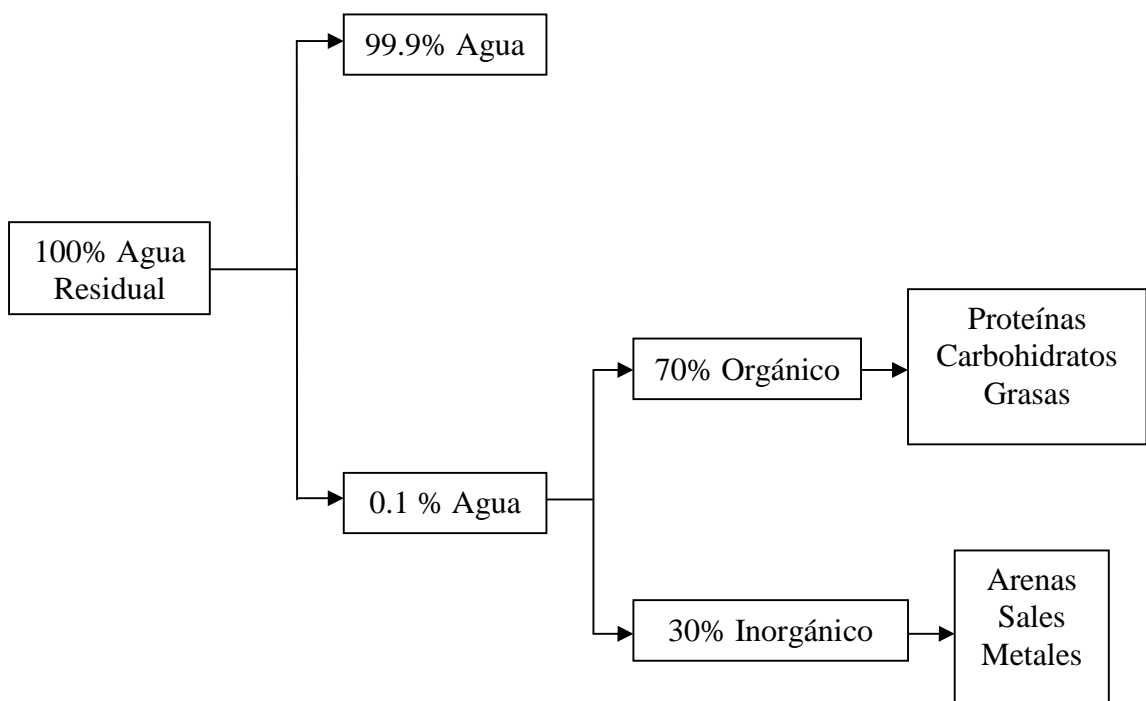 99.9% Agua
100% Agua
Residual
Proteínas
Carbohidratos
Grasas
70% Orgánico
0.1 % Agua
Arenas
Sales
Metales
30% Inorgánico